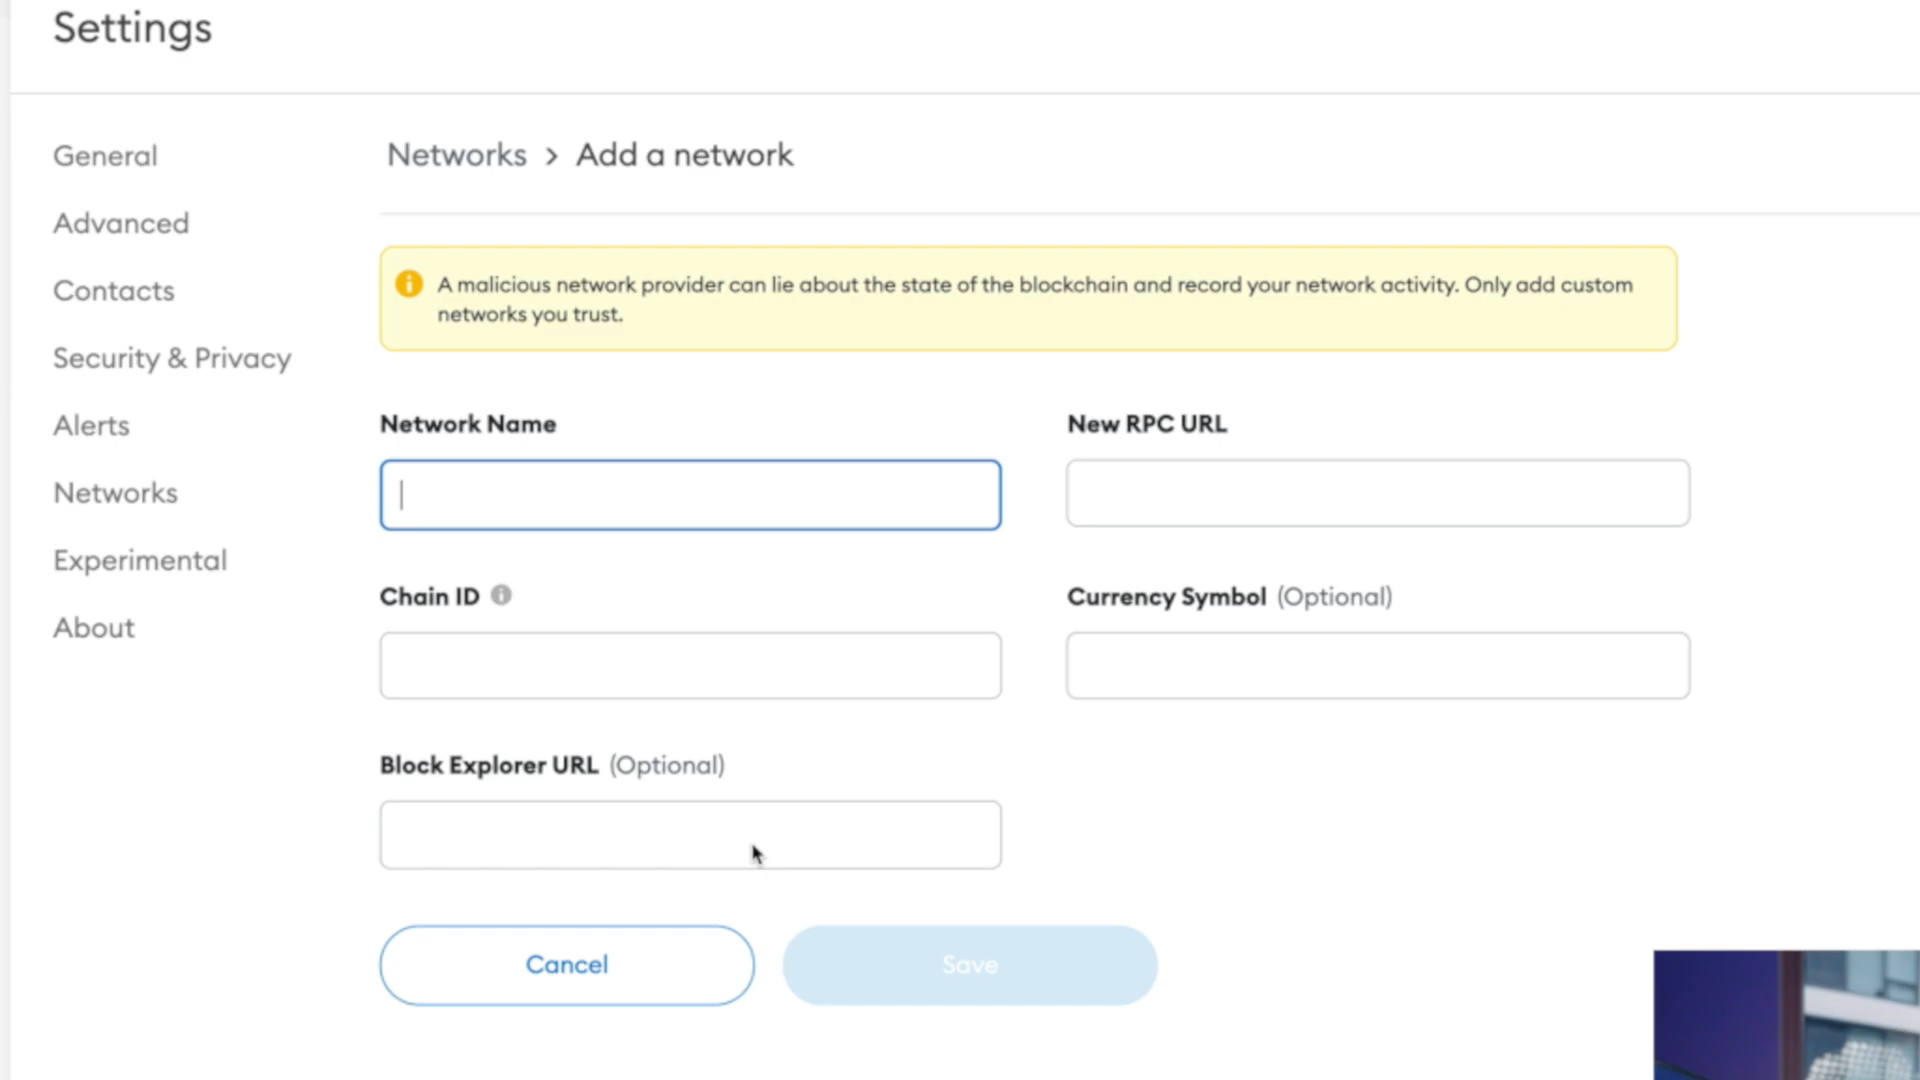 Settings
General
Advanced
Contacts
Security & Privacy
Alerts
Networks
Experimental
About
Networks > Add a network
A malicious network provider can lie about the state of the blockchain and record your network activity. Only add custom
networks you trust.
Network Name
New RPC URL
Chain ID
Currency Symbol (Optional)
Block Explorer URL (Optional)
Cancel
Save